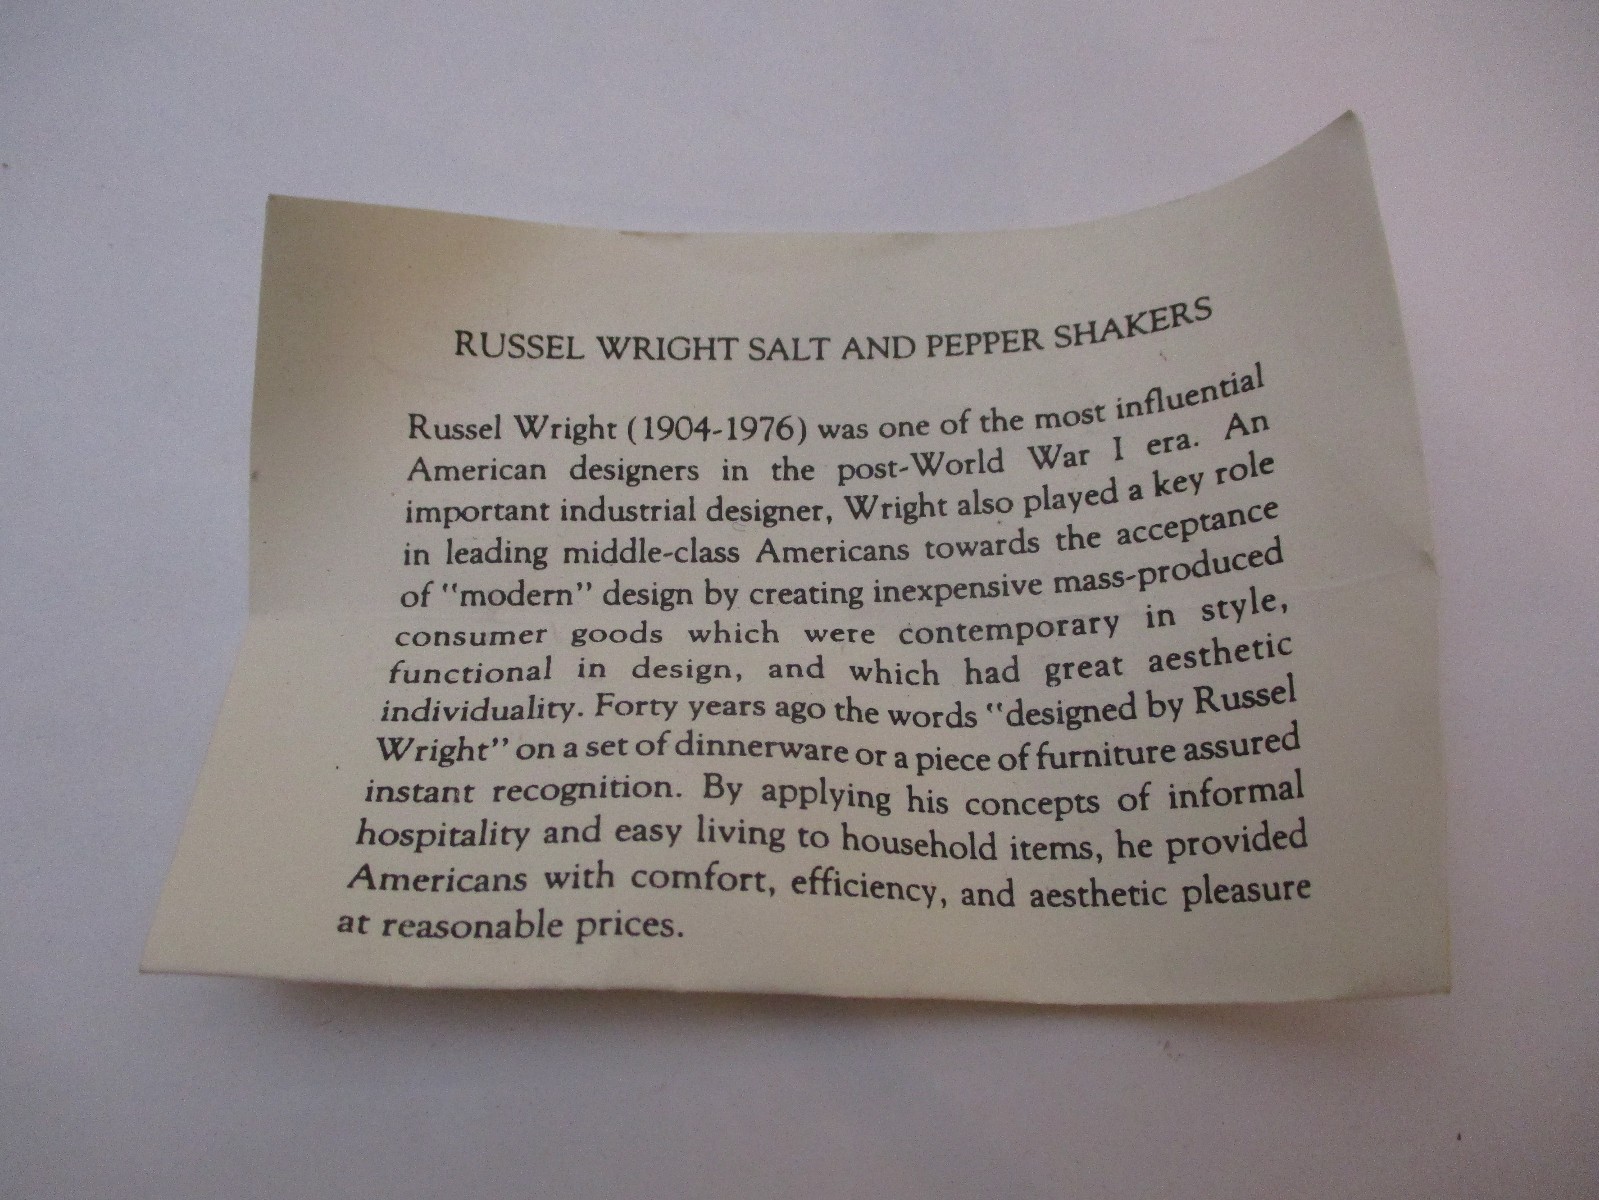 RUSSEL WRIGHT SALT AND PEPPER SHAKERS
Russel Wright (1904-1976) was one of the most influential
American designers in the post-World War I era. An
important industrial designer, Wright also played a key role
in leading middle-class Americans towards the acceptance
of "modern" design by creating inexpensive mass-produced
consumer goods which were contemporary in style,
functional in design, and which had great aesthetic
individuality. Forty years ago the words "designed by Russel
Wright" on a set of dinnerware or a piece of furniture assured
instant recognition. By applying his concepts of informal
hospitality and easy living to household items, he provided
Americans with comfort, efficiency, and aesthetic pleasure
at reasonable prices.